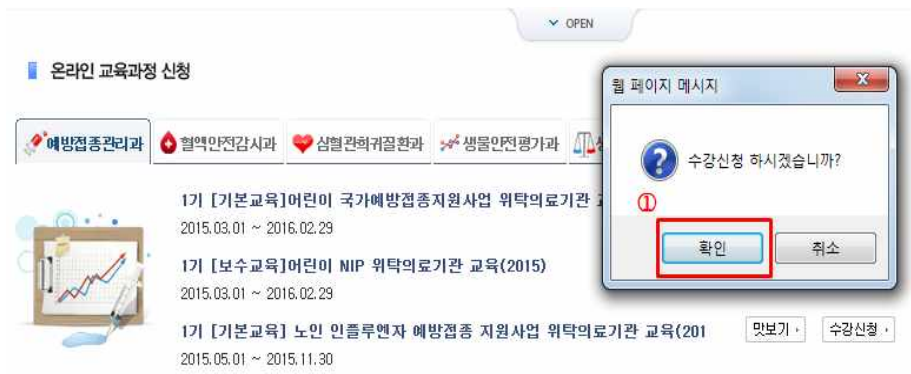 OPEN
온라인 교육과정 신청
웹 페이지 메시지
예방접종관리과 혈액안전감시과 심혈관희귀질환과 생물안전평가과
수강신청 하시겠습니까?
①
확인 취소
1기 [기본교육]어린이 국가예방접종지원사업 위탁의료기관
2015.03.01 ~ 2016.02.29
1기 [보수교육]어린이 NIP 위탁의료기관 교육(2015)
2015.03.01 ~ 2016.02.29
1기 [기본교육] 노인 인플루엔자 예방접종 지원사업 위탁의료기관 교육(201 맛보기 수강신청
2015.05.01 ~ 2015.11.30